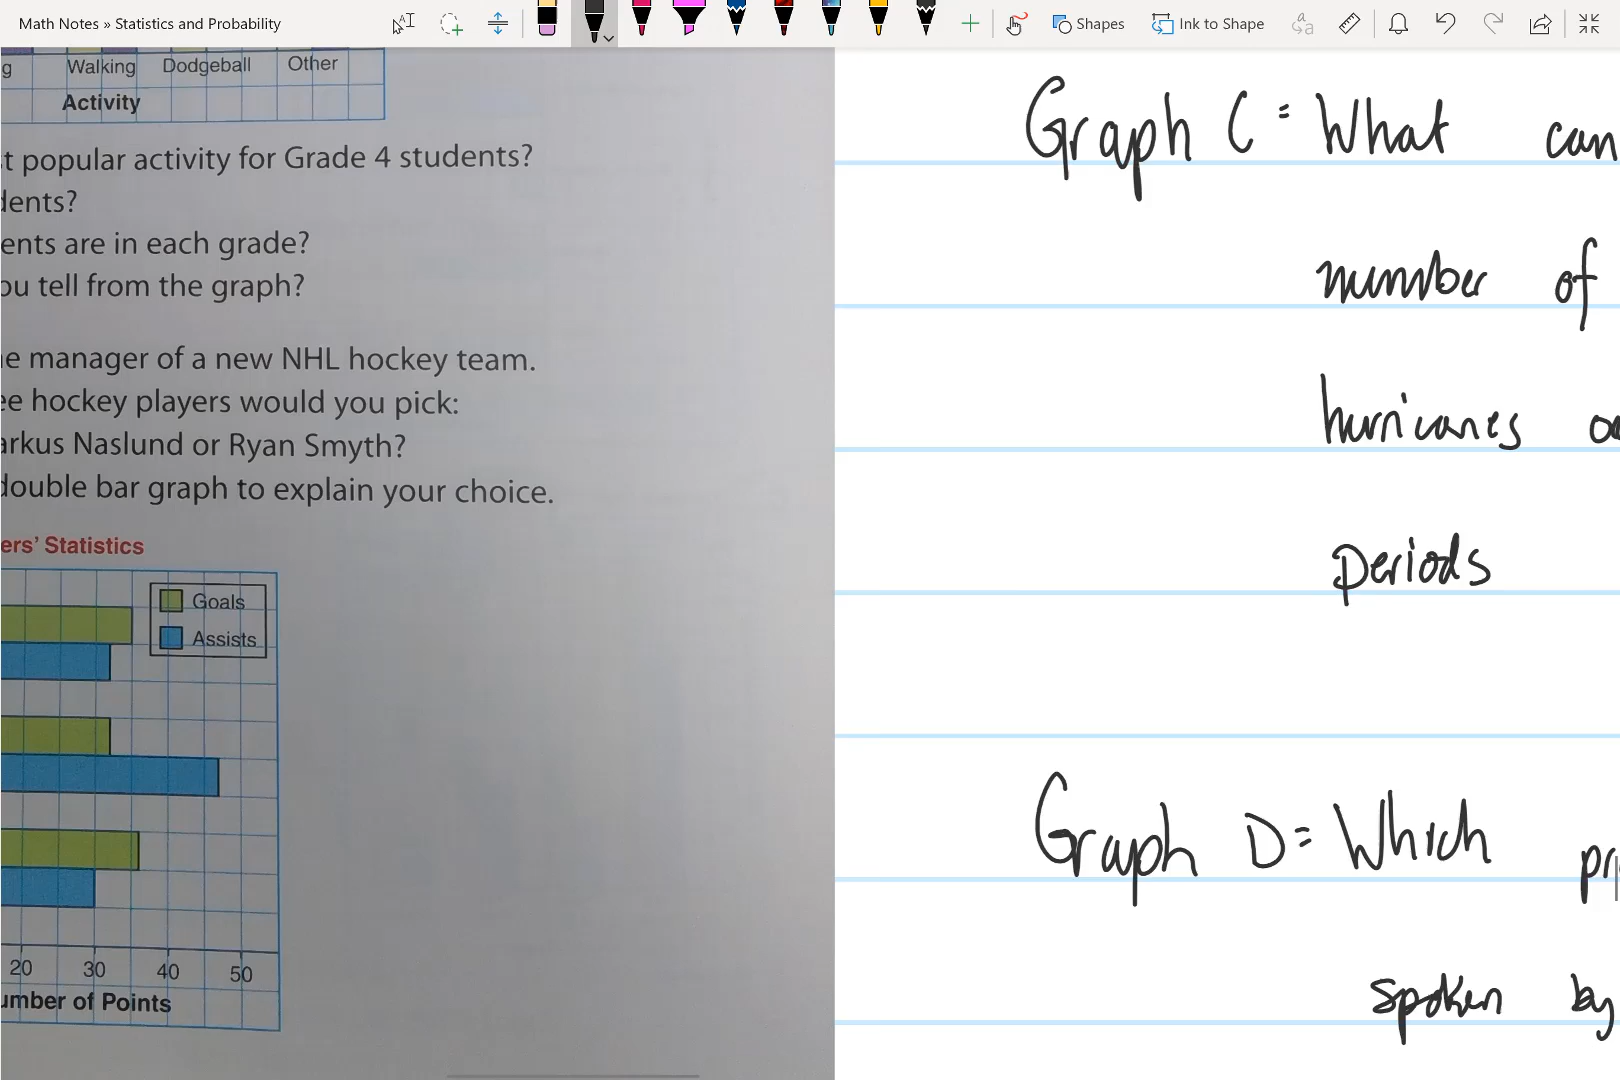 Math Notes » Statistics and Probability
Shapes
Ink to Shape
g Walking Dodgeball Other
Activity
t popular activity for Grade 4 students?
dents?
ents are in each grade?
ou tell from the graph?
e manager of a new NHL hockey team.
ee hockey players would you pick:
arkus Naslund or Ryan Smyth?
double bar graph to explain your choice.
ers' Statistics
Goals
Assists
20 30 40 50
umber of Points
Graph C = What can
number of
hurricanes
periods
Graph D = Which pri
spoken by